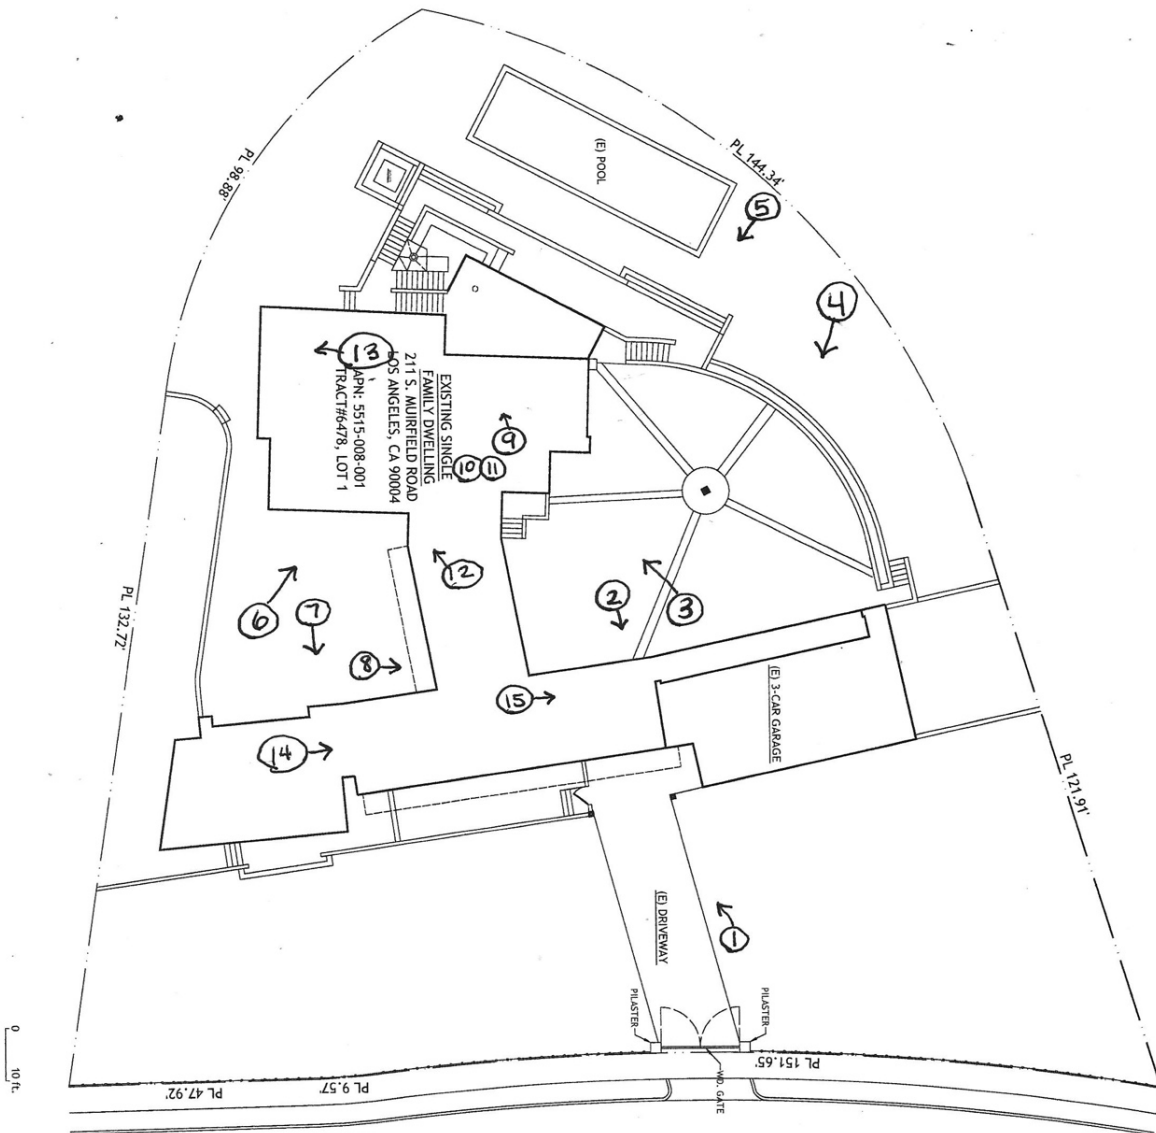 PL 98.88'
(E) POOL
PL 144.34'
5
4
13
EXISTING SINGLE
FAMILY DWELLING
211 S. MUIRFIELD ROAD
LOS ANGELES, CA 90004
APN: 5515-008-001
TRACT#6478, LOT 1
9
10
11
12
2
3
6
7
8
PL 132.72'
15
14
(E) 3-CAR GARAGE
PL 121.91'
(E) DRIVEWAY
1
PILASTER
PILASTER
WD. GATE
PL 151.65'
PL 9.57'
PL 47.92'
0
10 ft.